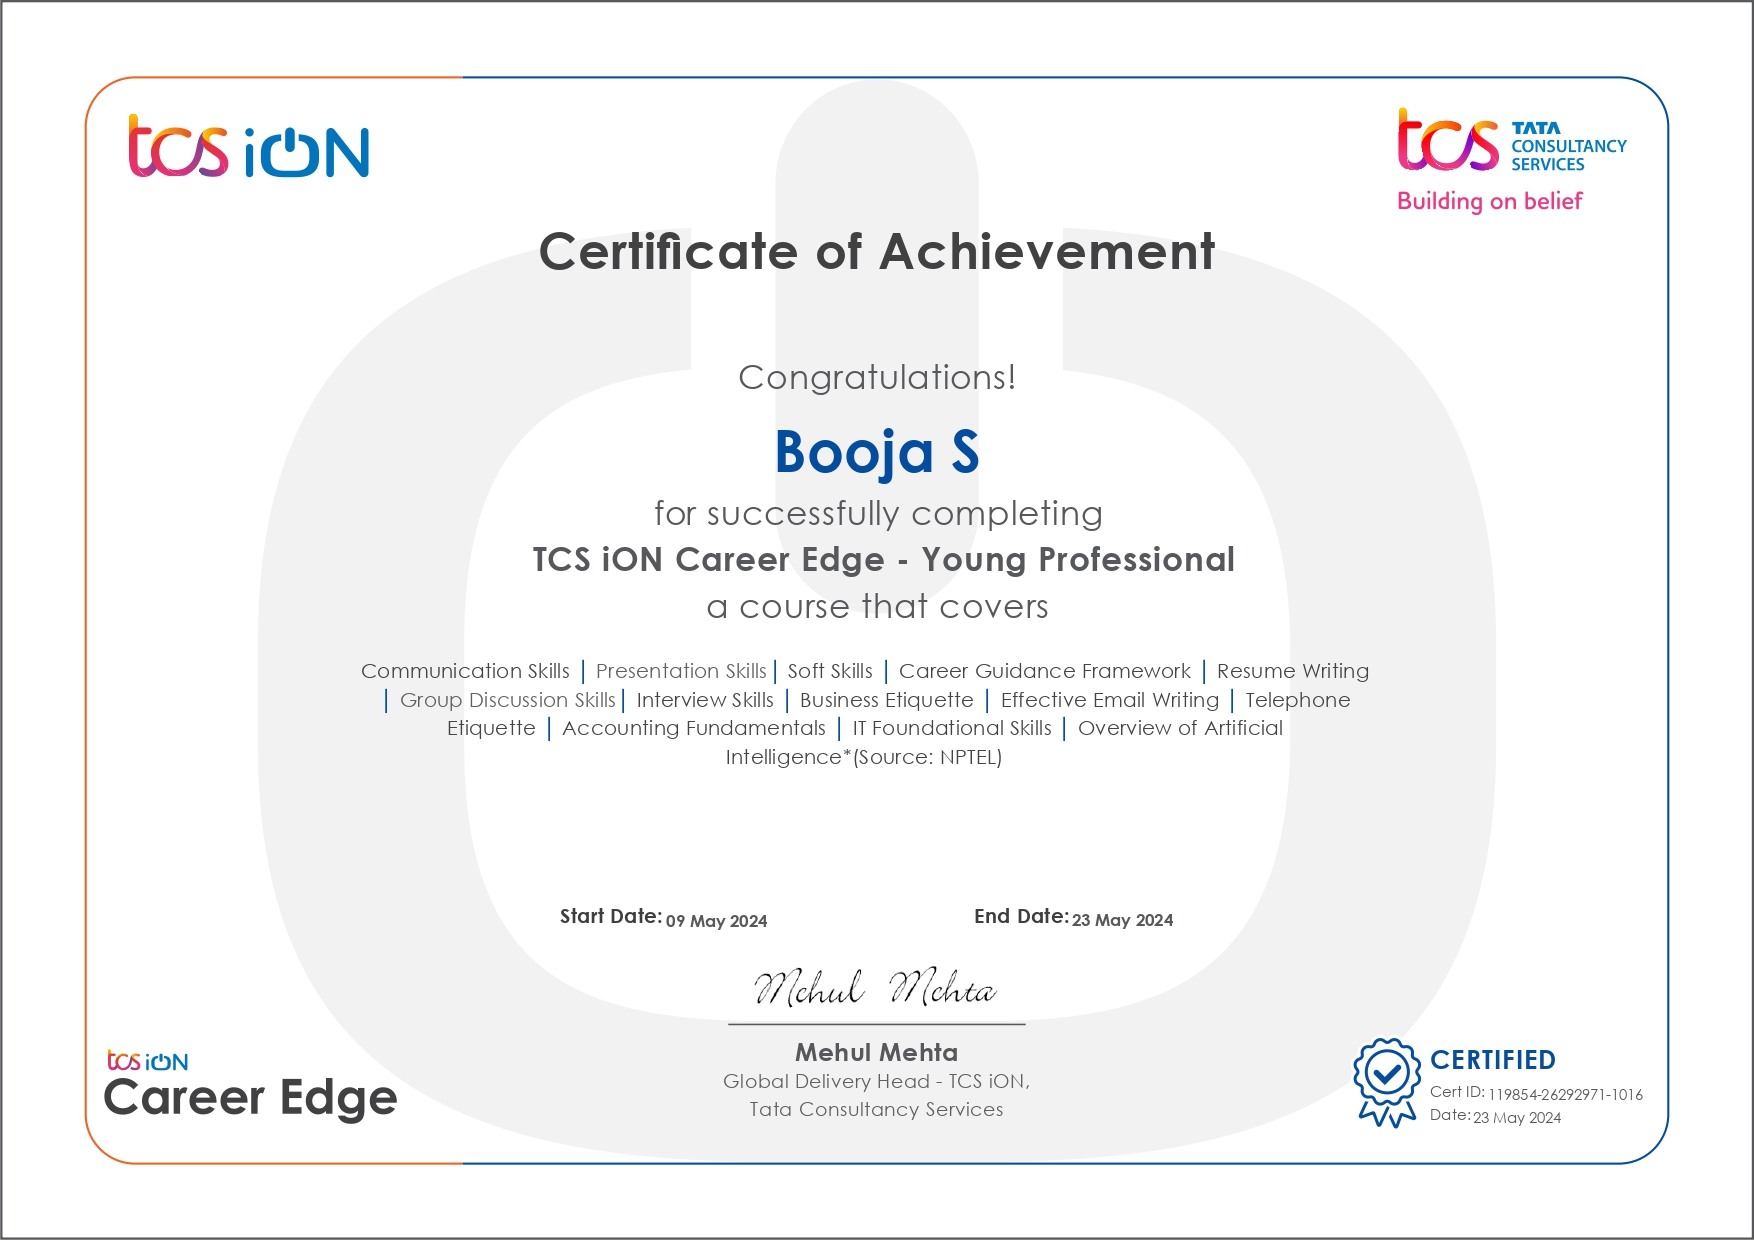 tcs iON
tcs TATA
CONSULTANCY
SERVICES
Building on belief
Certificate of Achievement
Congratulations!
Booja S
for successfully completing
TCS iON Career Edge - Young Professional
a course that covers
Communication Skills | Presentation Skills | Soft Skills | Career Guidance Framework | Resume Writing
| Group Discussion Skills | Interview Skills | Business Etiquette | Effective Email Writing | Telephone
Etiquette | Accounting Fundamentals | IT Foundational Skills | Overview of Artificial
Intelligence*(Source: NPTEL)
Start Date: 09 May 2024 End Date: 23 May 2024
Mehul Mehta
Mehul Mehta
Global Delivery Head - TCS iON,
Tata Consultancy Services
tcs iON
Career Edge
CERTIFIED
Cert ID: 119854-26292971-1016
Date: 23 May 2024